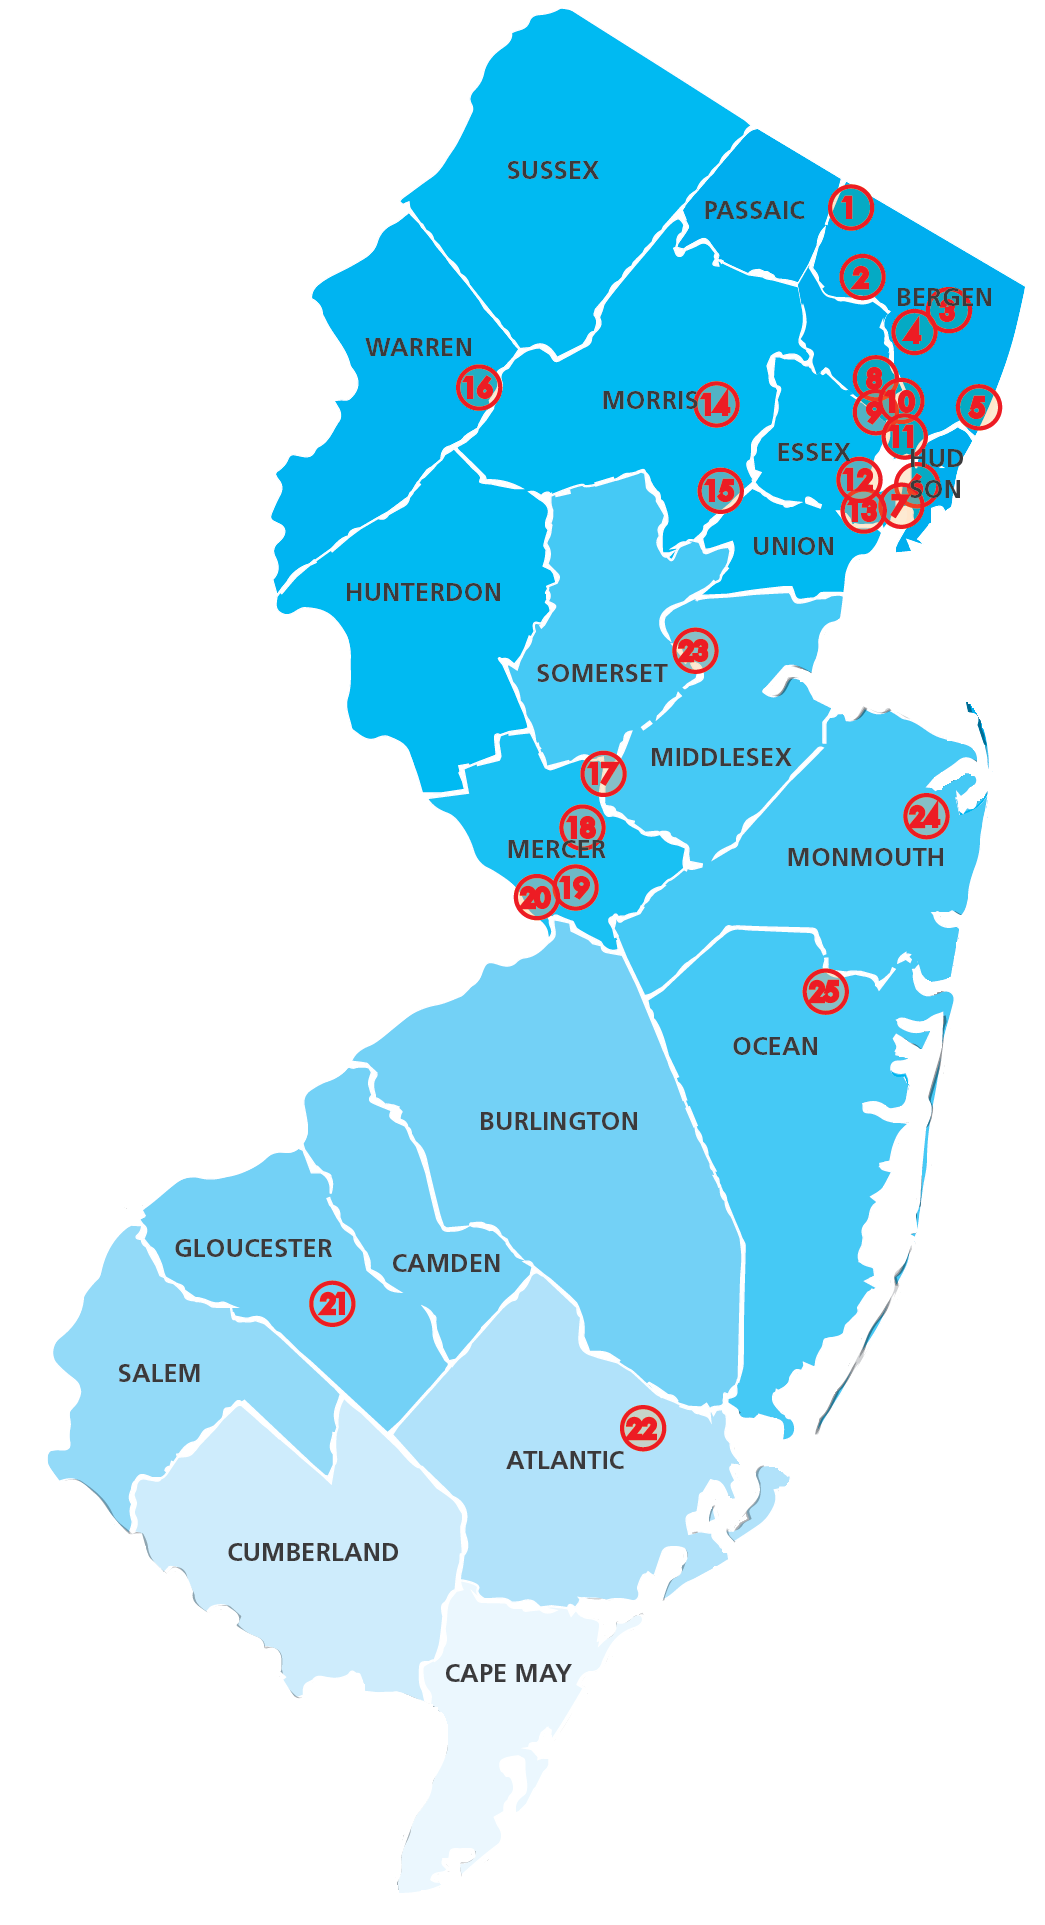 SUSSEX
PASSAIC
1
2
BERGEN
3
4
WARREN
16
MORRIS
14
8
9
10
5
11
ESSEX
HUD
SON
12
7
13
15
UNION
HUNTERDON
23
SOMERSET
MIDDLESEX
17
24
18
MERCER
MONMOUTH
19
20
25
OCEAN
BURLINGTON
GLOUCESTER
CAMDEN
21
SALEM
22
ATLANTIC
CUMBERLAND
CAPE MAY